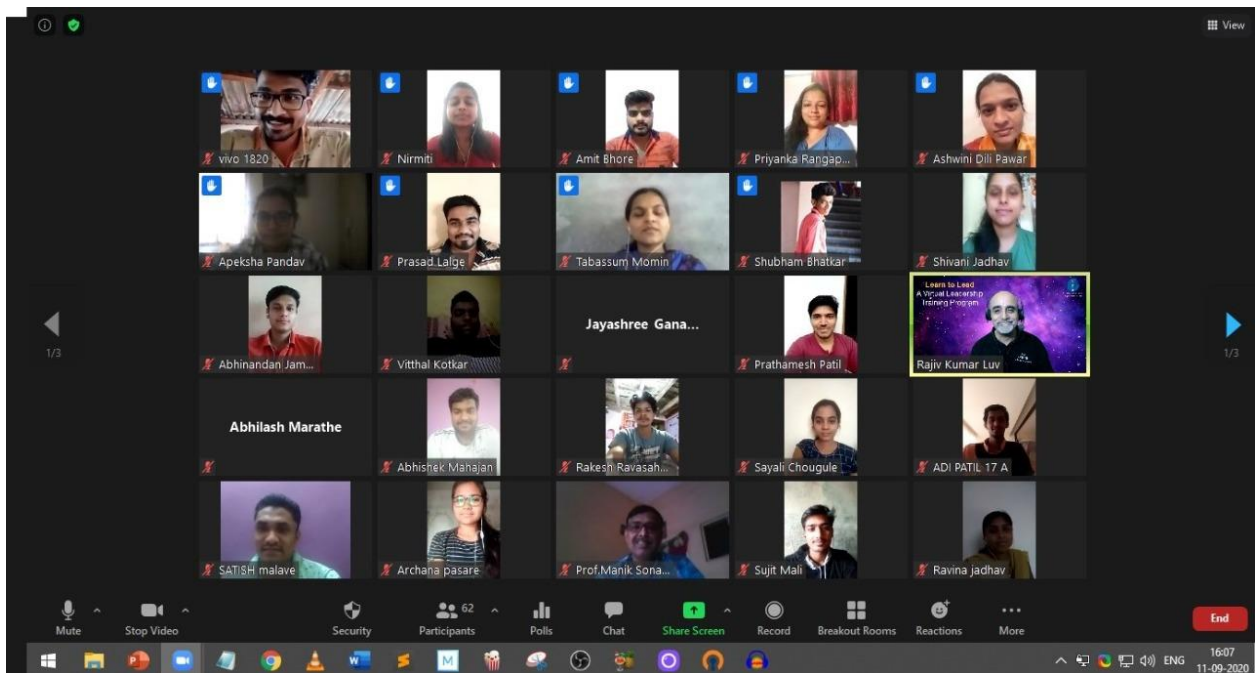 View
vivo 1820
Nirmiti
Amit Bhore
Priyanka Rangap...
Ashwini Dili Pawar
Apeksha Pandav
Prasad Lalge
Tabassum Momin
Shubham Bhatkar
Shivani Jadhav
Abhinandan Jam...
Vitthal Kotkar
Jayashree Gana...
Prathamesh Patil
Learn to Lead
A Virtual Leadership
Training Program
Rajiv Kumar Luv
1/3
1/3
Abhilash Marathe
Abhishek Mahajan
Rakesh Ravasah...
Sayali Chougule
ADI PATIL 17 A
SATISH malave
Archana pasare
Prof.Manik Sona...
Sujit Mali
Ravina jadhav
Mute
Stop Video
Security
62
Participants
Polls
Chat
Share Screen
Record
Breakout Rooms
Reactions
More
End
ENG
16:07
11-09-2020